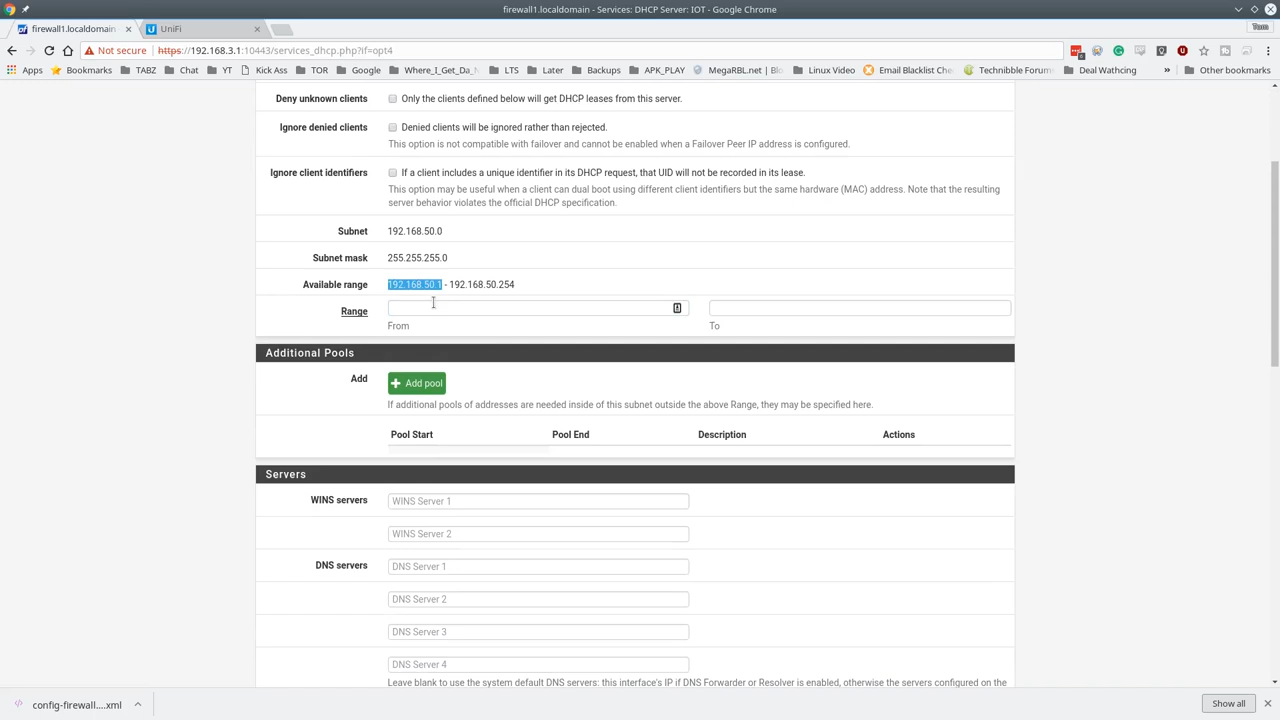 firewall1.localdomain - Services: DHCP Server: IOT - Google Chrome
firewall1.localdomain
UniFi
Tom
Not secure https://192.168.3.1:10443/services_dhcp.php?if=opt4
Apps Bookmarks TABZ Chat YT Kick Ass TOR Google Where_I_Get_Da_ LTS Later Backups APK_PLAY MegaRBL.net | Blo Linux Video Email Blacklist Che Technibble Forum Deal Wathcing » Other bookmarks
Deny unknown clients Only the clients defined below will get DHCP leases from this server.
Ignore denied clients Denied clients will be ignored rather than rejected.
This option is not compatible with failover and cannot be enabled when a Failover Peer IP address is configured.
Ignore client identifiers If a client includes a unique identifier in its DHCP request, that UID will not be recorded in its lease.
This option may be useful when a client can dual boot using different client identifiers but the same hardware (MAC) address. Note that the resulting
server behavior violates the official DHCP specification.
Subnet 192.168.50.0
Subnet mask 255.255.255.0
Available range 192.168.50.1 - 192.168.50.254
Range
From To
Additional Pools
Add + Add pool
If additional pools of addresses are needed inside of this subnet outside the above Range, they may be specified here.
Pool Start Pool End Description Actions
Servers
WINS servers WINS Server 1
WINS Server 2
DNS servers DNS Server 1
DNS Server 2
DNS Server 3
DNS Server 4
Leave blank to use the system default DNS servers: this interface's IP if DNS Forwarder or Resolver is enabled, otherwise the servers configured on the
config-firewall....xml Show all